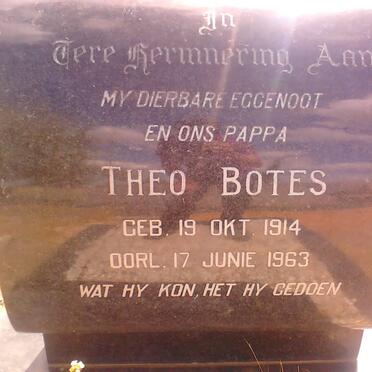 In
Tere Herinnering Aan
MY DIERBARE EGGENOOT
EN ONS PAPPA
THEO BOTES
GEB. 19 OKT. 1914
OORL. 17 JUNIE 1963
WAT HY KON, HET HY GEDOEN